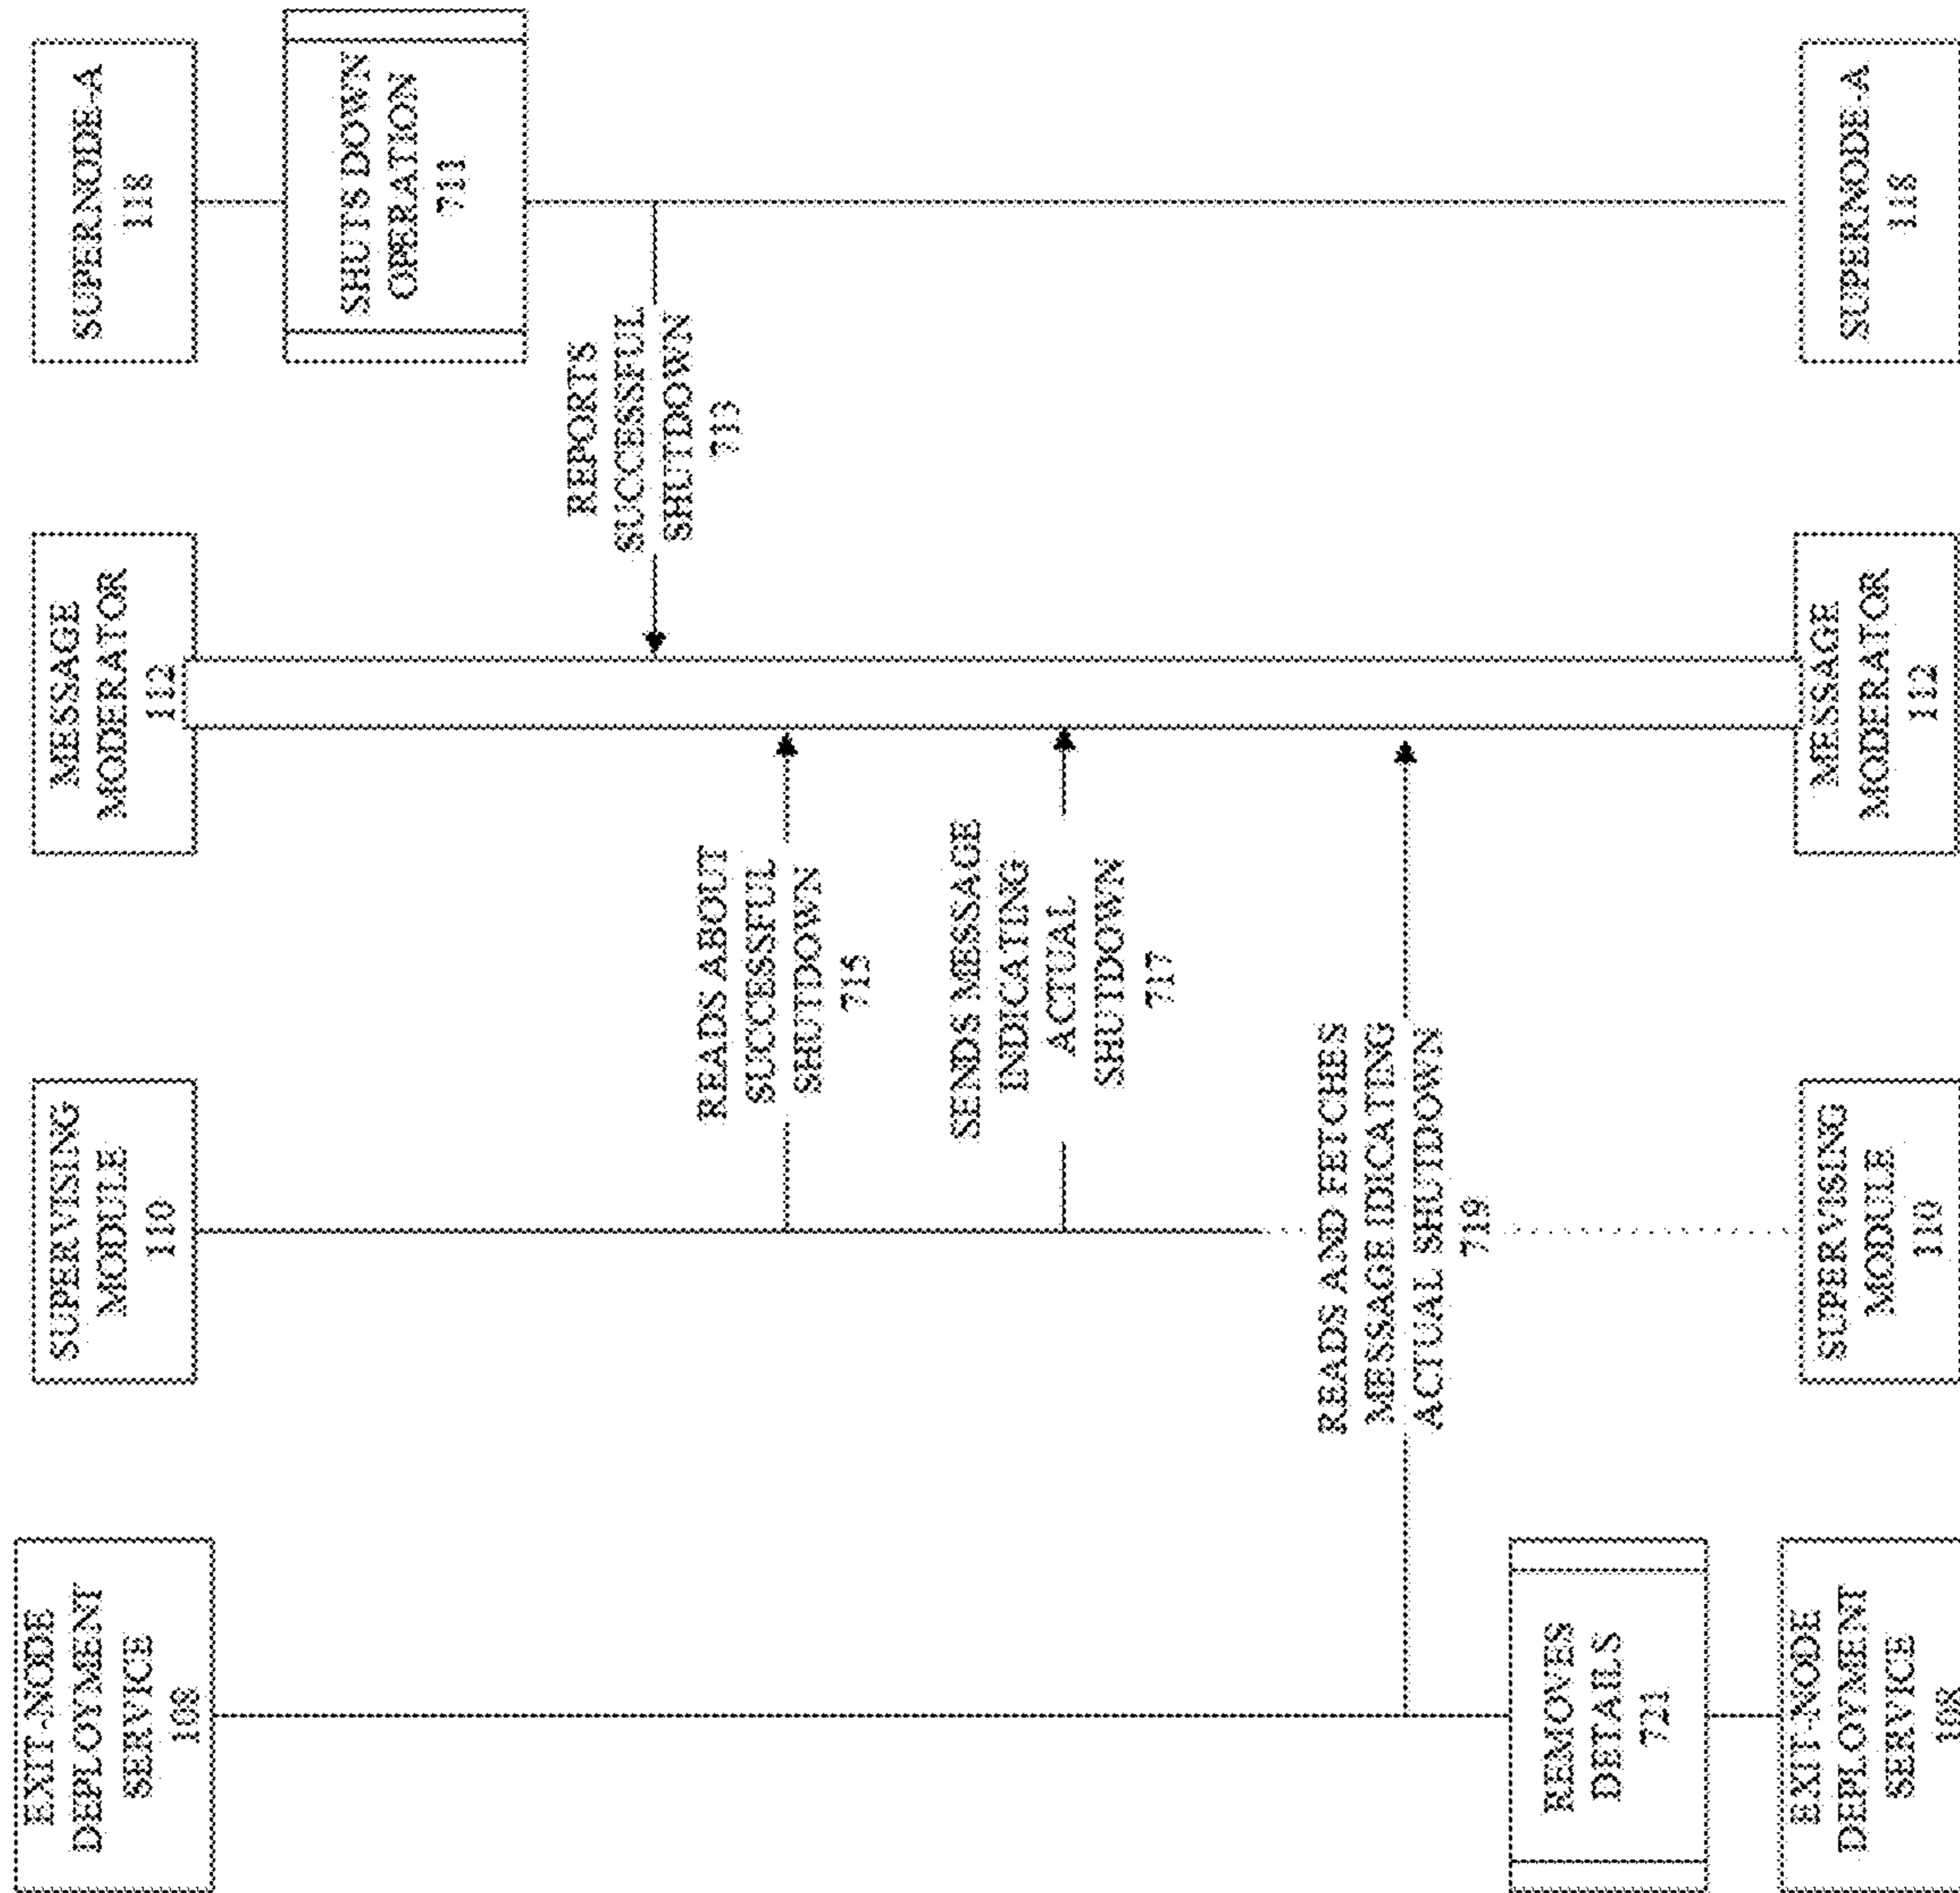 EXIT-NODE
DEPLOYMENT
SERVICE
108
SUPERVISING
MODULE
110
MESSAGE
MODERATOR
112
SUPERNODE-A
118
SHUTS DOWN
OPERATION
711
REPORTS
SUCCESSFUL
SHUTDOWN
713
READS ABOUT
SUCCESSFUL
SHUTDOWN
715
SENDS MESSAGE
INDICATING
ACTUAL
SHUTDOWN
717
READS AND FETCHES
MESSAGE IDICATING
ACTUAL SHUTDOWN
719
REMOVES
DETAILS
721
EXIT-NODE
DEPLOYMENT
SERVICE
108
SUPERVISING
MODULE
110
MESSAGE
MODERATOR
112
SUPERNODE-A
118